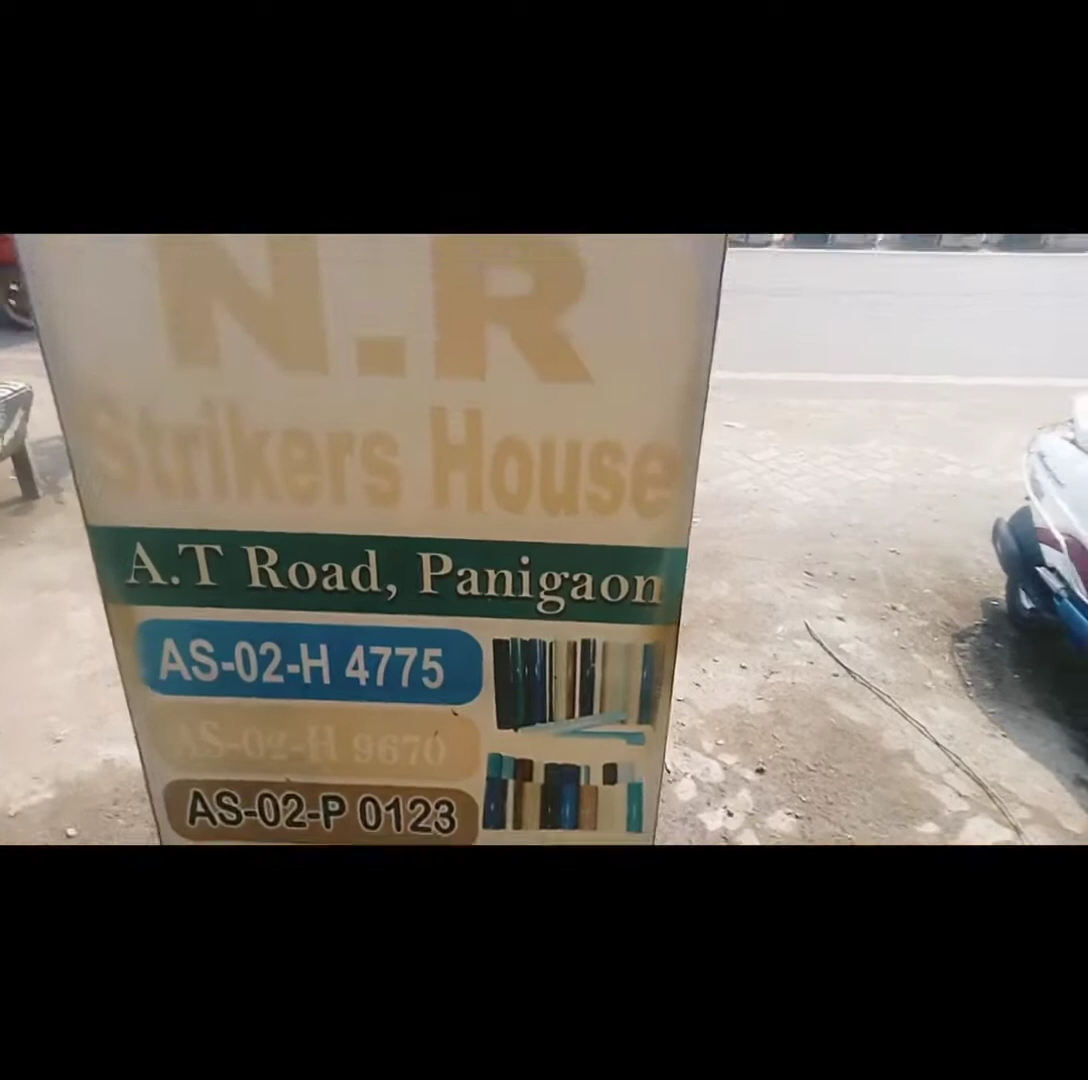 N.R
Strikers House
A.T Road, Panigaon
AS-02-H 4775
AS-02-H 9670
AS-02-P 0123